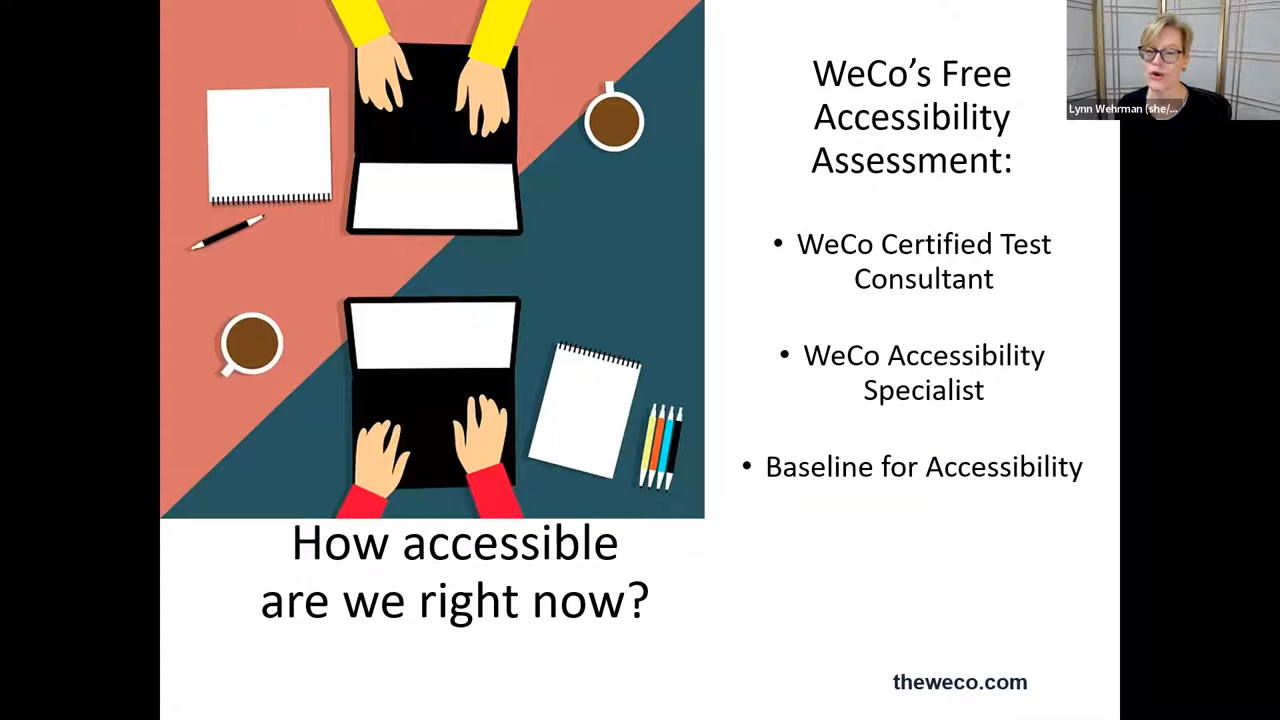 WeCo's Free
Accessibility
Assessment:
• WeCo Certified Test
Consultant
• WeCo Accessibility
Specialist
• Baseline for Accessibility
How accessible
are we right now?
theweco.com
Lynn Wehrman (she/...